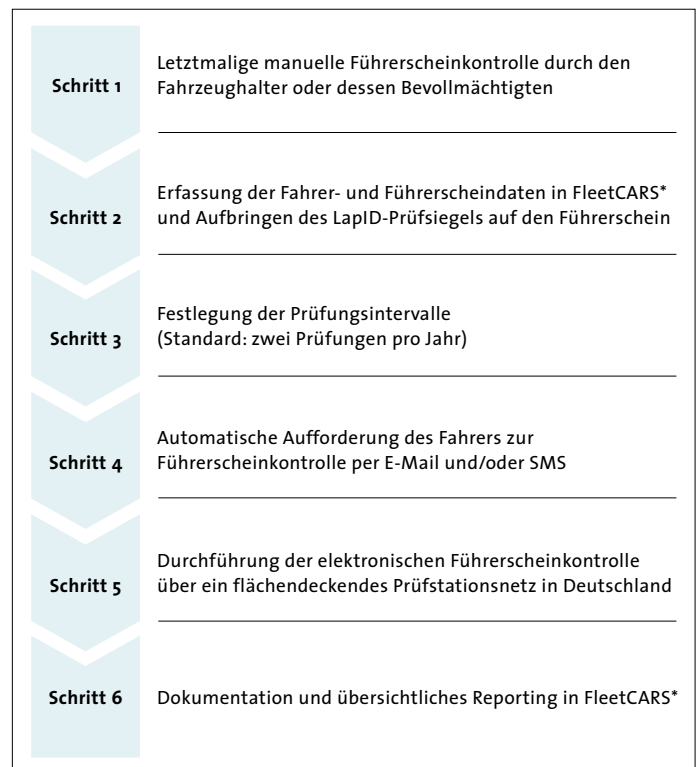 Schritt 1
Letztmalige manuelle Führerscheinkontrolle durch den
Fahrzeughalter oder dessen Bevollmächtigten
Schritt 2
Erfassung der Fahrer- und Führerscheindaten in FleetCARS*
und Aufbringen des LapID-Prüfsiegels auf den Führerschein
Schritt 3
Festlegung der Prüfungsintervalle
(Standard: zwei Prüfungen pro Jahr)
Schritt 4
Automatische Aufforderung des Fahrers zur
Führerscheinkontrolle per E-Mail und/oder SMS
Schritt 5
Durchführung der elektronischen Führerscheinkontrolle
über ein flächendeckendes Prüfstationsnetz in Deutschland
Schritt 6
Dokumentation und übersichtliches Reporting in FleetCARS*